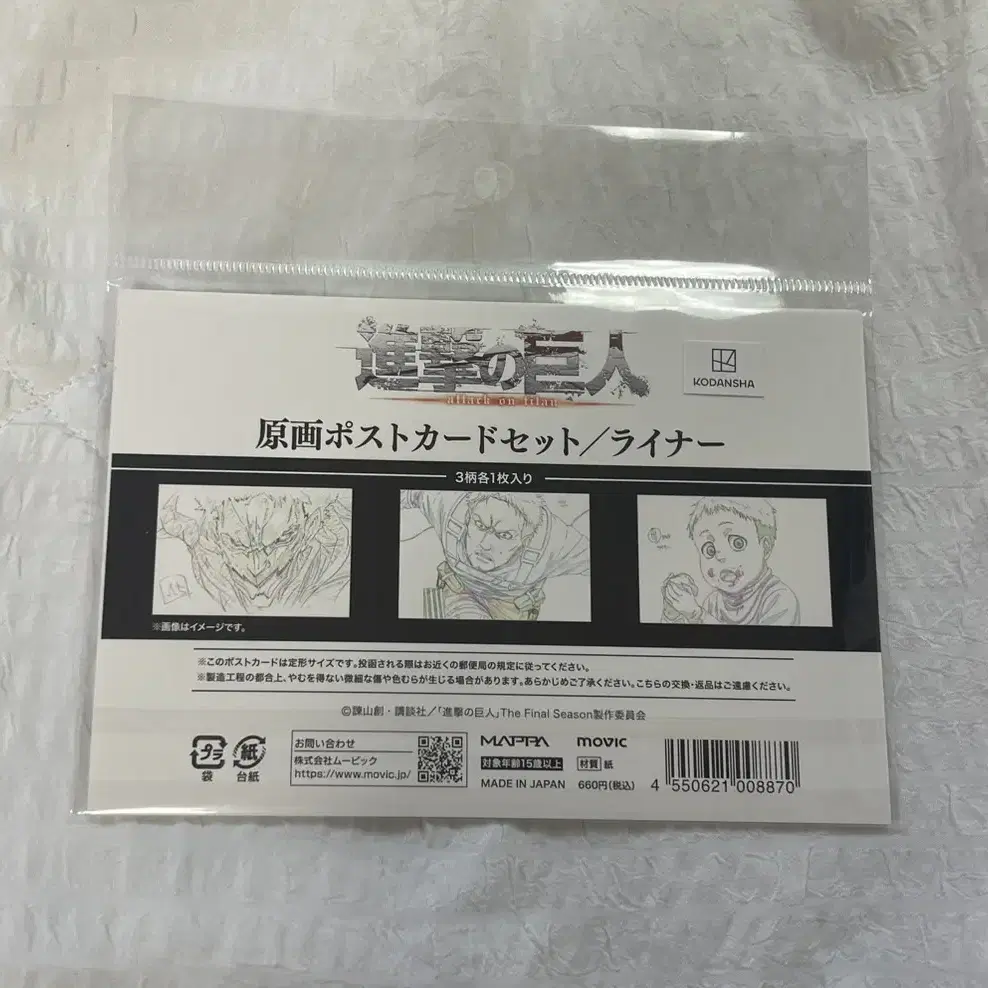 進撃の巨人
attack on titan
KODANSHA
原画ポストカードセット／ライナー
3柄各1枚入り
※画像はイメージです。
※このポストカードは定形サイズです。投函される際はお近くの郵便局の規定に従ってください。
※製造工程の都合上、やむを得ない微細な傷や色むらが生じる場合があります。あらかじめご了承ください。こちらの交換・返品はご遠慮ください。
©諫山創・講談社／「進撃の巨人」The Final Season製作委員会
プラ
袋
紙
台紙
お問い合わせ
株式会社ムービック
https://www.movic.jp/
MAPPA
movic
対象年齢15歳以上
材質 紙
MADE IN JAPAN
660円(税込)
4 550621 008870